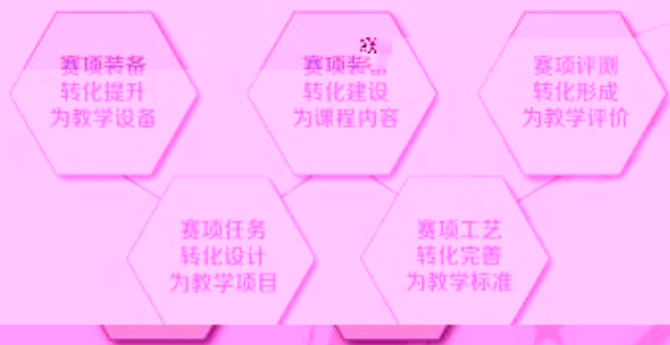 赛项装备
转化提升
为教学设备
赛项装
转化建设
为课程内容
赛项评测
转化形成
为教学评价
赛项任务
转化设计
为教学项目
赛项工艺
转化完善
为教学标准